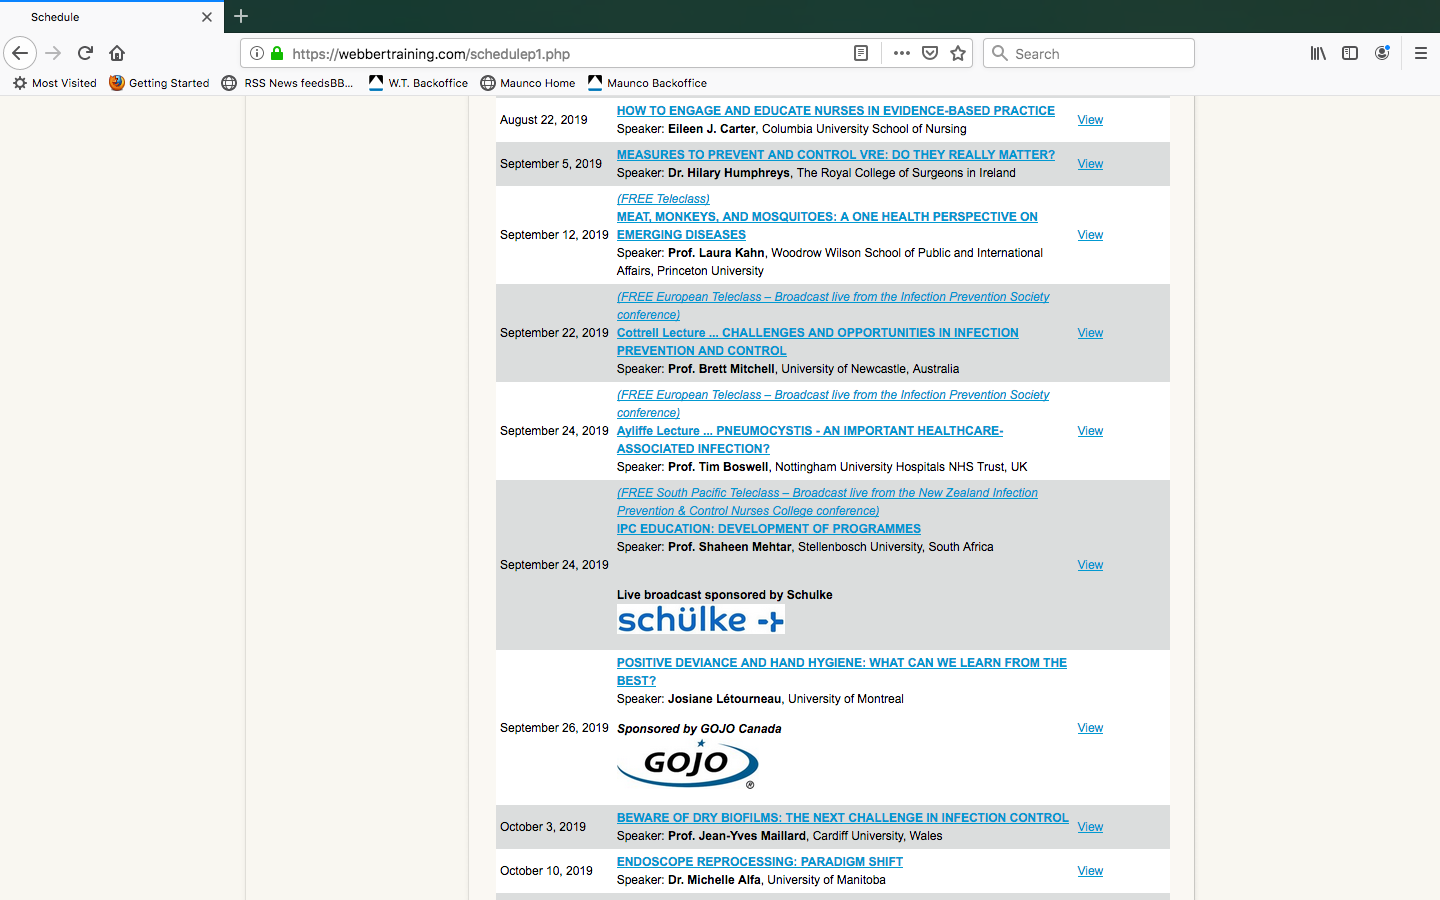 Schedule
https://webbertraining.com/schedulep1.php
Search
Most Visited
Getting Started
RSS News feedsBB...
W.T. Backoffice
Maunco Home
Maunco Backoffice
August 22, 2019
HOW TO ENGAGE AND EDUCATE NURSES IN EVIDENCE-BASED PRACTICE
Speaker: Eileen J. Carter, Columbia University School of Nursing
View
September 5, 2019
MEASURES TO PREVENT AND CONTROL VRE: DO THEY REALLY MATTER?
Speaker: Dr. Hilary Humphreys, The Royal College of Surgeons in Ireland
View
September 12, 2019
(FREE Teleclass)
MEAT, MONKEYS, AND MOSQUITOES: A ONE HEALTH PERSPECTIVE ON
EMERGING DISEASES
Speaker: Prof. Laura Kahn, Woodrow Wilson School of Public and International
Affairs, Princeton University
View
September 22, 2019
(FREE European Teleclass – Broadcast live from the Infection Prevention Society
conference)
Cottrell Lecture ... CHALLENGES AND OPPORTUNITIES IN INFECTION
PREVENTION AND CONTROL
Speaker: Prof. Brett Mitchell, University of Newcastle, Australia
View
September 24, 2019
(FREE European Teleclass – Broadcast live from the Infection Prevention Society
conference)
Ayliffe Lecture ... PNEUMOCYSTIS - AN IMPORTANT HEALTHCARE-
ASSOCIATED INFECTION?
Speaker: Prof. Tim Boswell, Nottingham University Hospitals NHS Trust, UK
View
September 24, 2019
(FREE South Pacific Teleclass – Broadcast live from the New Zealand Infection
Prevention & Control Nurses College conference)
IPC EDUCATION: DEVELOPMENT OF PROGRAMMES
Speaker: Prof. Shaheen Mehtar, Stellenbosch University, South Africa
Live broadcast sponsored by Schulke
schülke
View
September 26, 2019
POSITIVE DEVIANCE AND HAND HYGIENE: WHAT CAN WE LEARN FROM THE
BEST?
Speaker: Josiane Létourneau, University of Montreal
Sponsored by GOJO Canada
GOJO ®
View
October 3, 2019
BEWARE OF DRY BIOFILMS: THE NEXT CHALLENGE IN INFECTION CONTROL
Speaker: Prof. Jean-Yves Maillard, Cardiff University, Wales
View
October 10, 2019
ENDOSCOPE REPROCESSING: PARADIGM SHIFT
Speaker: Dr. Michelle Alfa, University of Manitoba
View